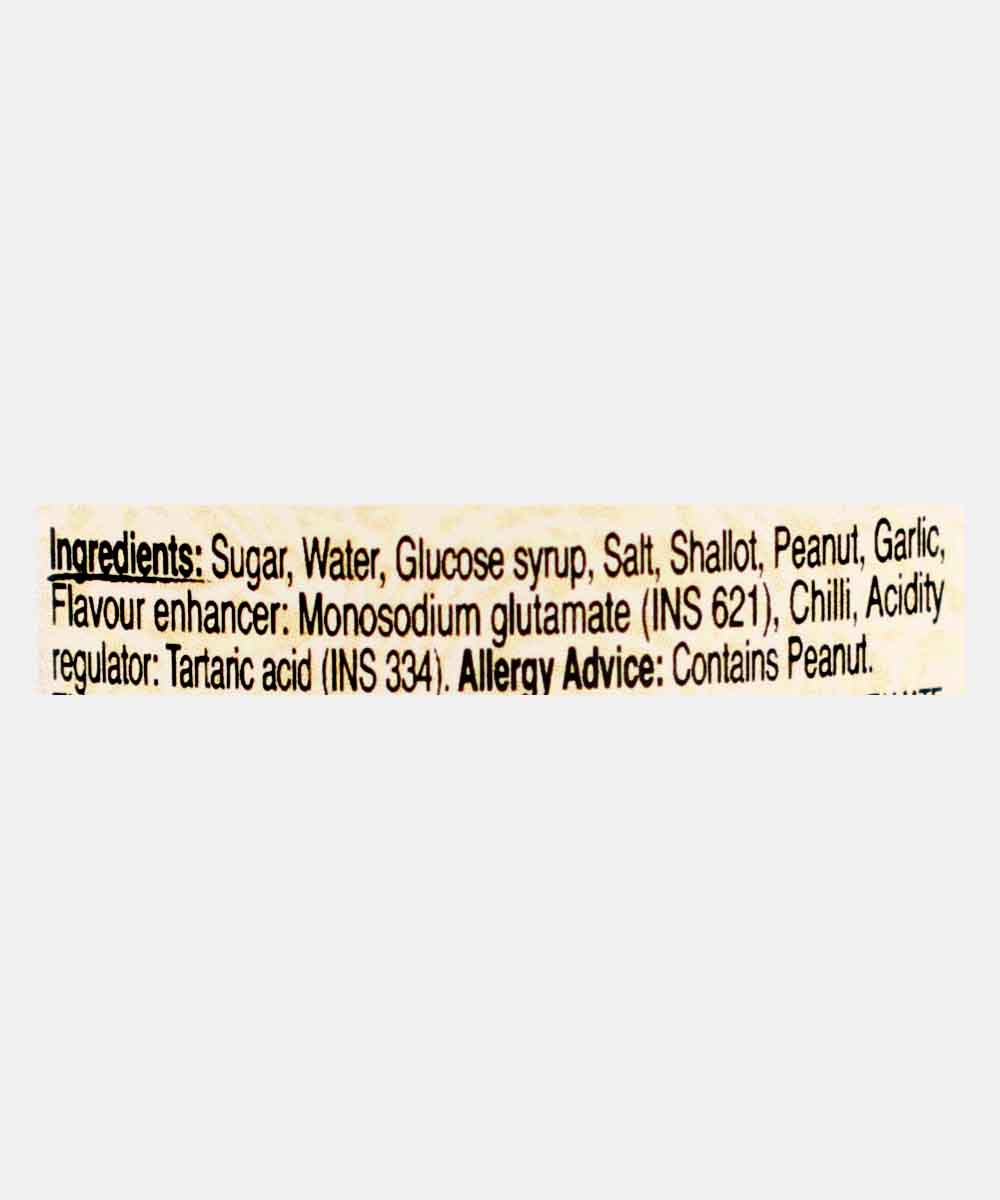 Ingredients: Sugar, Water, Glucose syrup, Salt, Shallot, Peanut, Garlic,
Flavour enhancer: Monosodium glutamate (INS 621), Chilli, Acidity
regulator: Tartaric acid (INS 334). Allergy Advice: Contains Peanut.